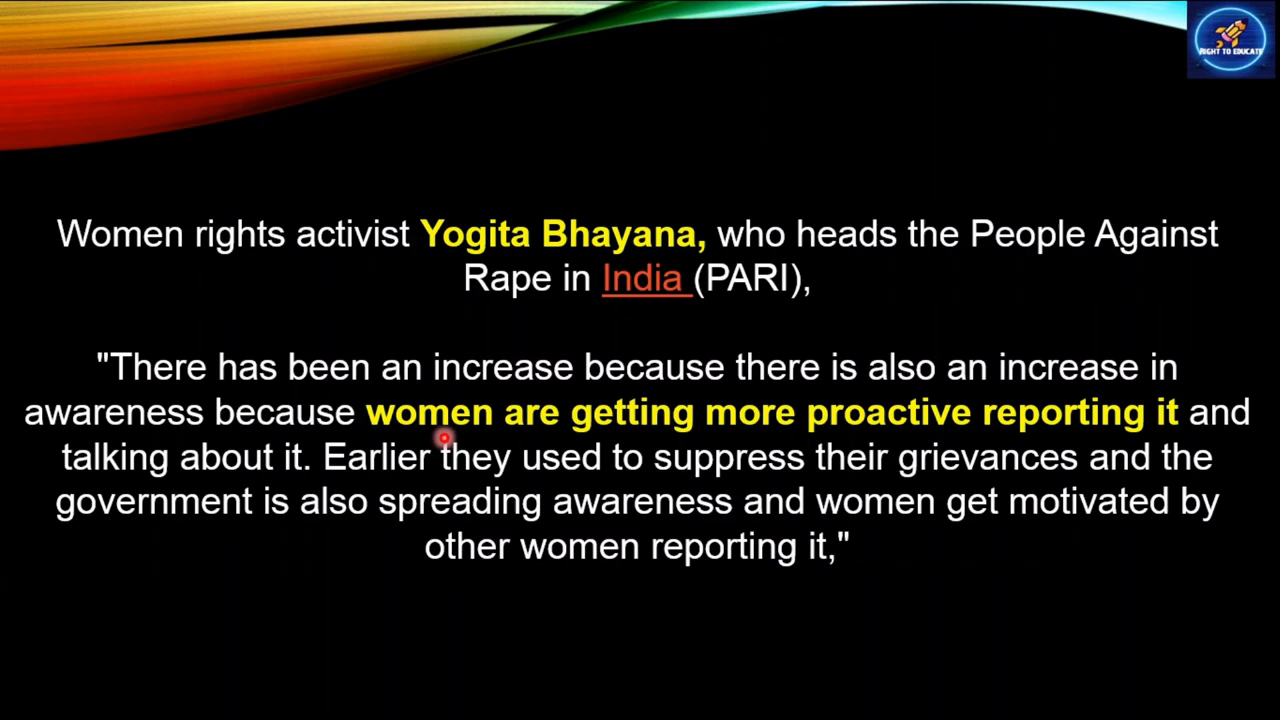 RIGHT TO EDUCATE
Women rights activist Yogita Bhayana, who heads the People Against
Rape in India (PARI),
"There has been an increase because there is also an increase in
awareness because women are getting more proactive reporting it and
talking about it. Earlier they used to suppress their grievances and the
government is also spreading awareness and women get motivated by
other women reporting it,"